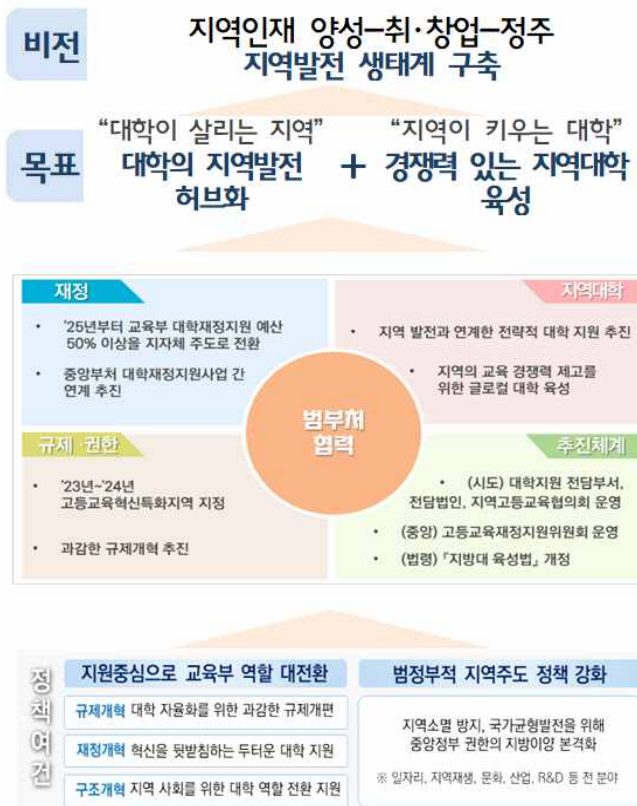 비전
지역인재 양성-취·창업-정주
지역발전 생태계 구축
목표
“대학이 살리는 지역”
대학의 지역발전
허브화
+
“지역이 키우는 대학”
경쟁력 있는 지역대학
육성
재정
• '25년부터 교육부 대학재정지원 예산
50% 이상을 지자체 주도로 전환
• 중앙부처 대학재정지원사업 간
연계 추진
지역대학
• 지역 발전과 연계한 전략적 대학 지원 추진
• 지역의 교육 경쟁력 제고를
위한 글로컬 대학 육성
범부처
협력
규제·권한
• '23년~'24년
고등교육혁신특화지역 지정
• 과감한 규제개혁 추진
추진체계
• (시도) 대학지원 전담부서,
전담법인, 지역고등교육협의회 운영
• (중앙) 고등교육재정지원위원회 운영
• (법령) 『지방대 육성법』 개정
정책여건
지원중심으로 교육부 역할 대전환
규제개혁 대학 자율화를 위한 과감한 규제개편
재정개혁 혁신을 뒷받침하는 두터운 대학 지원
구조개혁 지역 사회를 위한 대학 역할 전환 지원
범정부적 지역주도 정책 강화
지역소멸 방지, 국가균형발전을 위해
중앙정부 권한의 지방이양 본격화
※ 일자리, 지역재생, 문화, 산업, R&D 등 전 분야